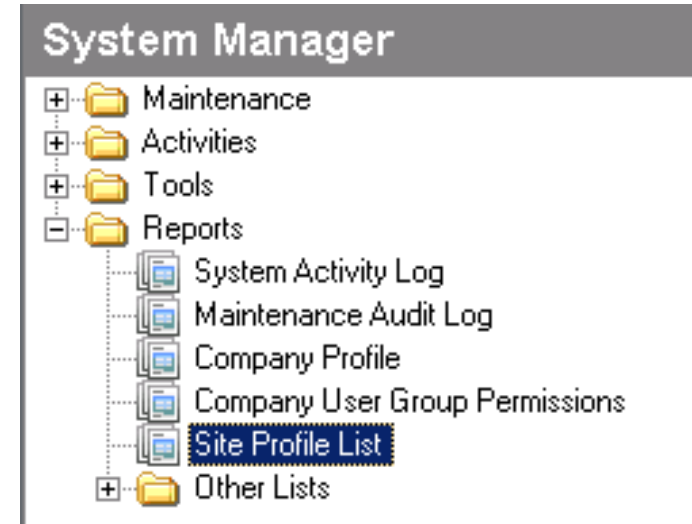 System Manager
Maintenance
Activities
Tools
Reports
System Activity Log
Maintenance Audit Log
Company Profile
Company User Group Permissions
Site Profile List
Other Lists